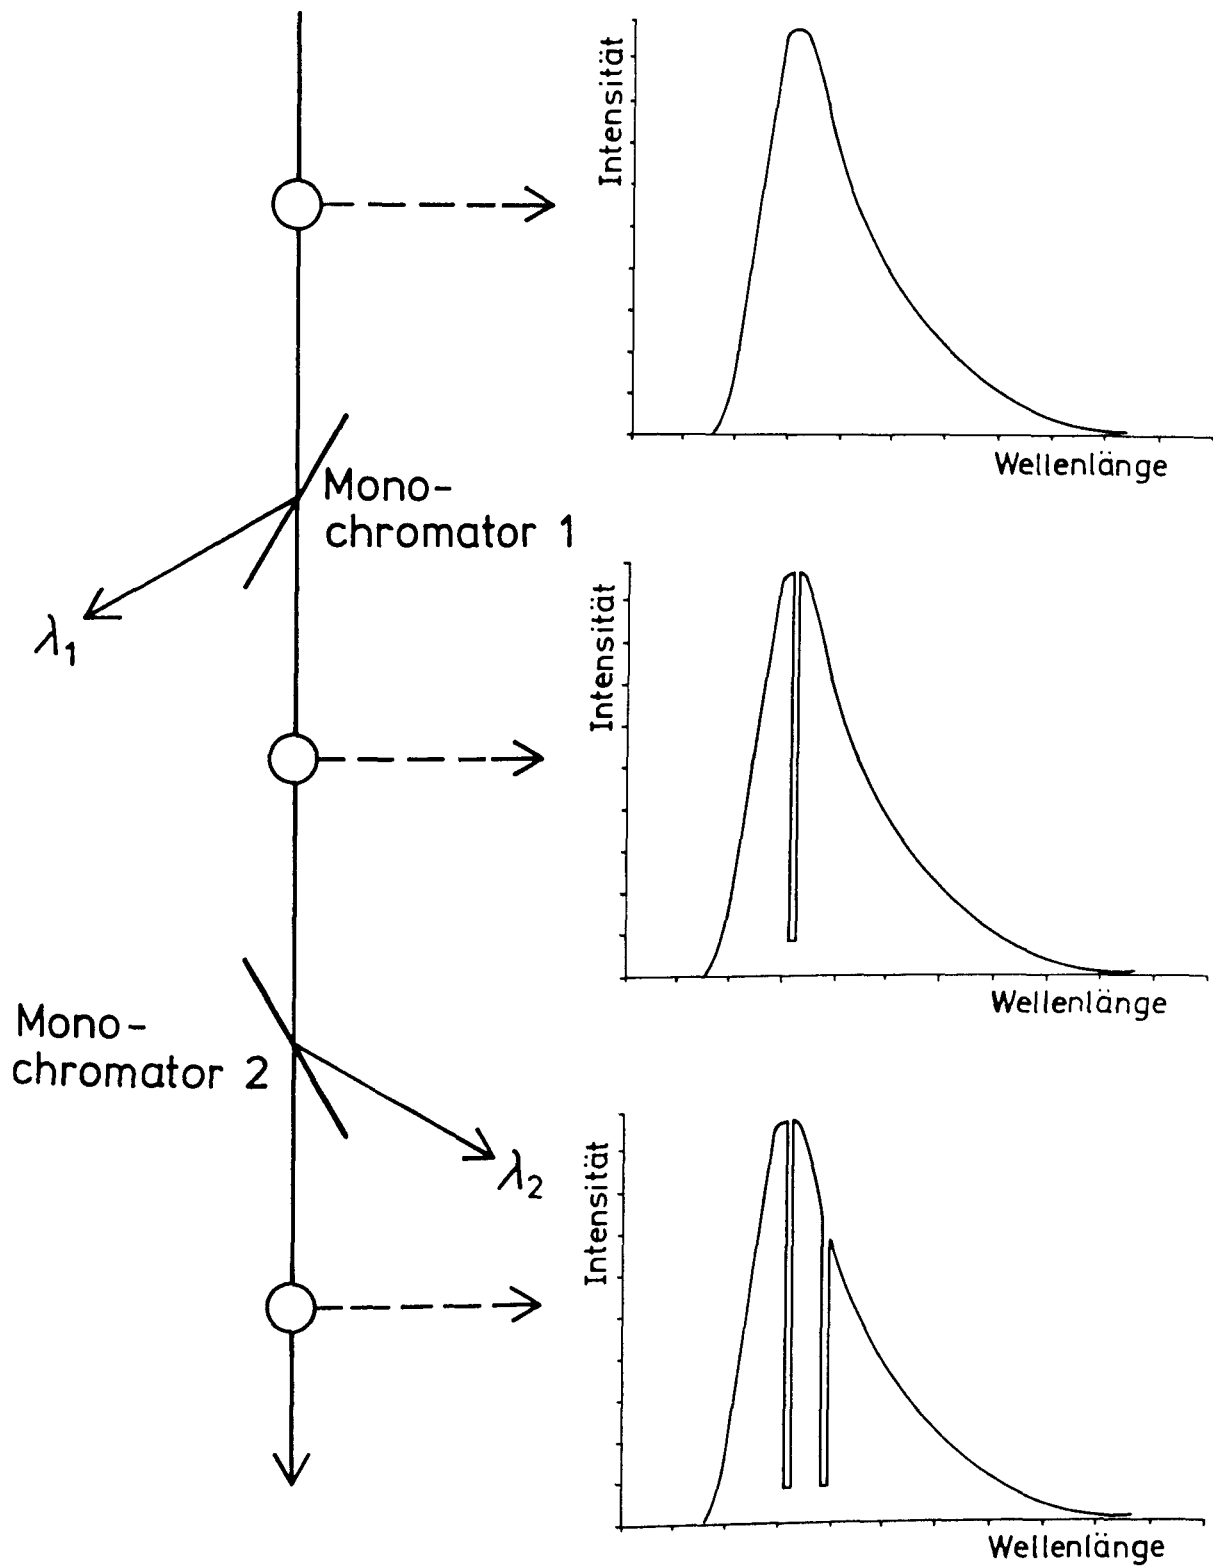 Intensität
Wellenlänge
Mono-
chromator 1
λ1
Intensität
Wellenlänge
Mono-
chromator 2
λ2
Intensität
Wellenlänge